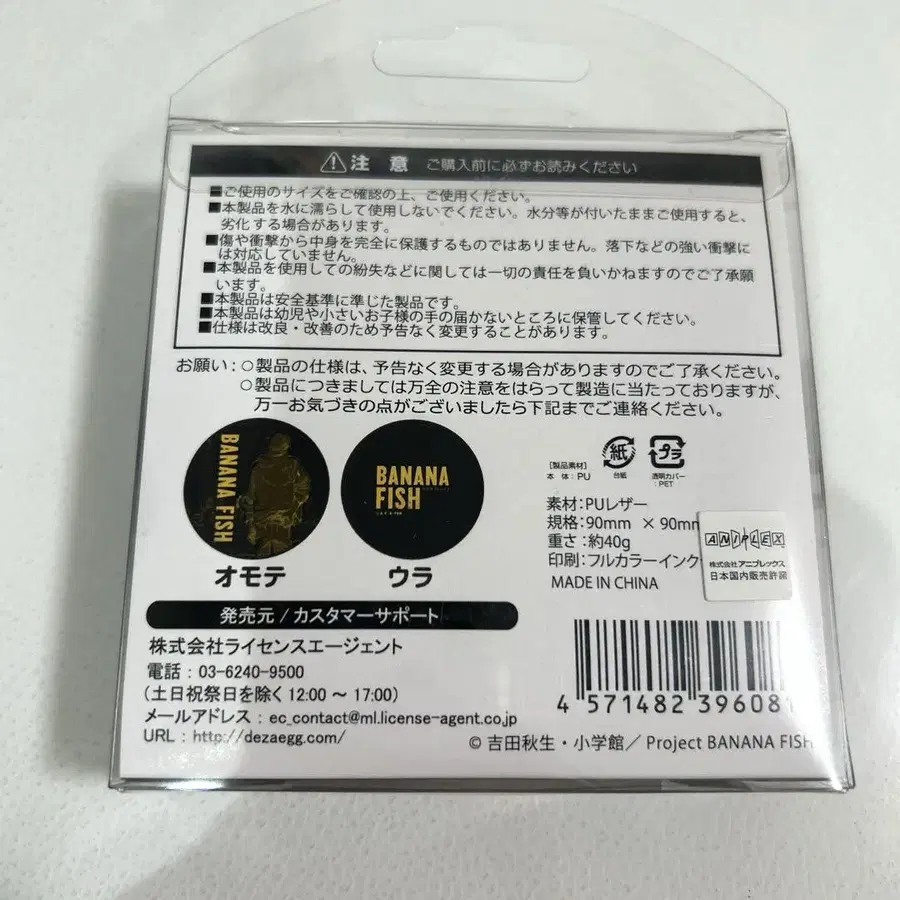 注 意 ご購入前に必ずお読みください
■ご使用のサイズをご確認の上、ご使用ください。
■本製品を水に濡らして使用しないでください。水分等が付いたままご使用すると、
劣化する場合があります。
■傷や衝撃から中身を完全に保護するものではありません。落下などの強い衝撃に
は対応していません。
■本製品を使用しての紛失などに関しては一切の責任を負いかねますのでご了承願
います。
■本製品は安全基準に準じた製品です。
■本製品は幼児や小さいお子様の手の届かないところに保管してください。
■仕様は改良・改善のため予告なく変更することがあります。
お願い:○製品の仕様は、予告なく変更する場合がありますのでご了承ください。
○製品につきましては万全の注意をはらって製造に当たっておりますが、
万一お気づきの点がございましたら下記までご連絡ください。
BANANA FISH
オモテ
BANANA
FISH
ウラ
【製品素材】
本 体:PU
紙
台紙
プラ
透明カバー
:PET
素材:PUレザー
規格:90mm × 90mm
重さ:約40g
印刷:フルカラーインク
MADE IN CHINA
ANIPLEX
株式会社アニプレックス
日本国内販売許諾
発売元 / カスタマーサポート
株式会社ライセンスエージェント
電話:03-6240-9500
(土日祝祭日を除く 12:00 〜 17:00)
メールアドレス:ec_contact@ml.license-agent.co.jp
URL:http://dezaegg.com/
4 571482 396081
© 吉田秋生・小学館/ Project BANANA FISH